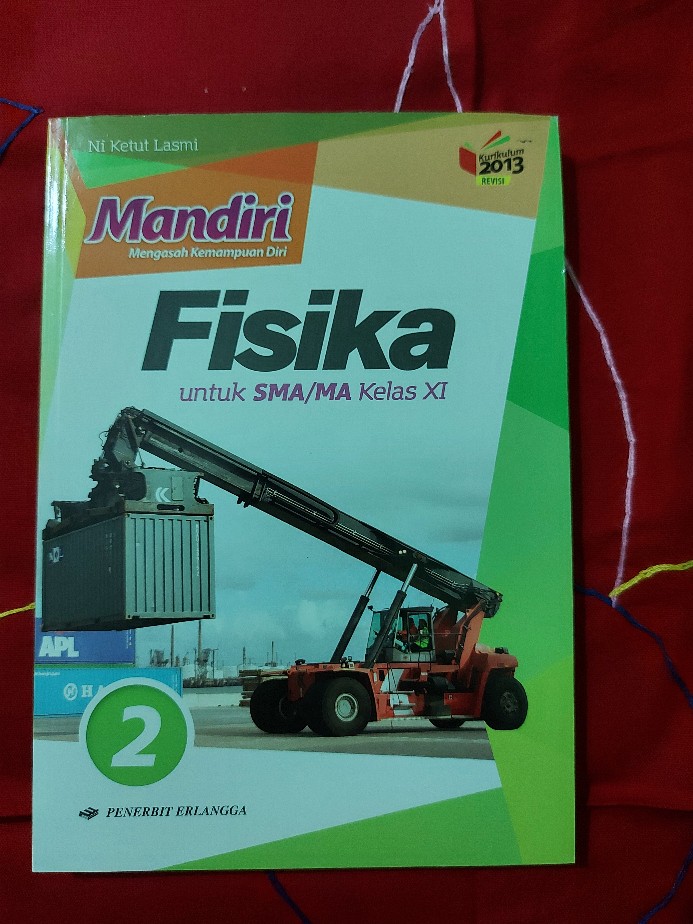 Ni Ketut Lasmi
Kurikulum
2013
REVISI
Mandiri
Mengasah Kemampuan Diri
Fisika
untuk SMA/MA Kelas XI
APL
HA
2
PENERBIT ERLANGGA